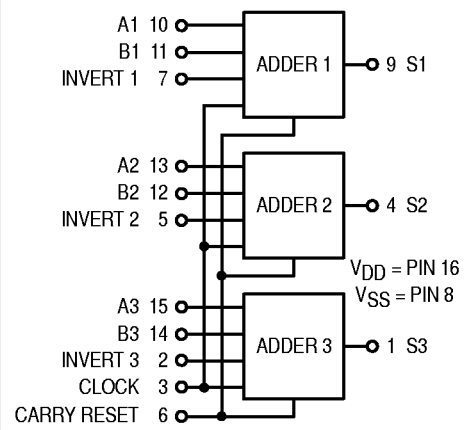 A1 10
B1 11
INVERT 1 7
ADDER 1
9 S1
A2 13
B2 12
INVERT 2 5
ADDER 2
4 S2
VDD = PIN 16
VSS = PIN 8
A3 15
B3 14
INVERT 3 2
CLOCK 3
CARRY RESET 6
ADDER 3
1 S3